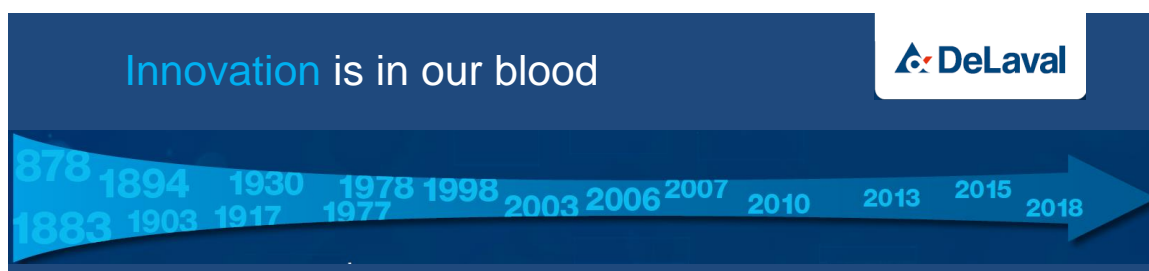 Innovation is in our blood
DeLaval
878 1894 1930 1978 1998 2003 2006 2007 2010 2013 2015 2018
1883 1903 1917 1977